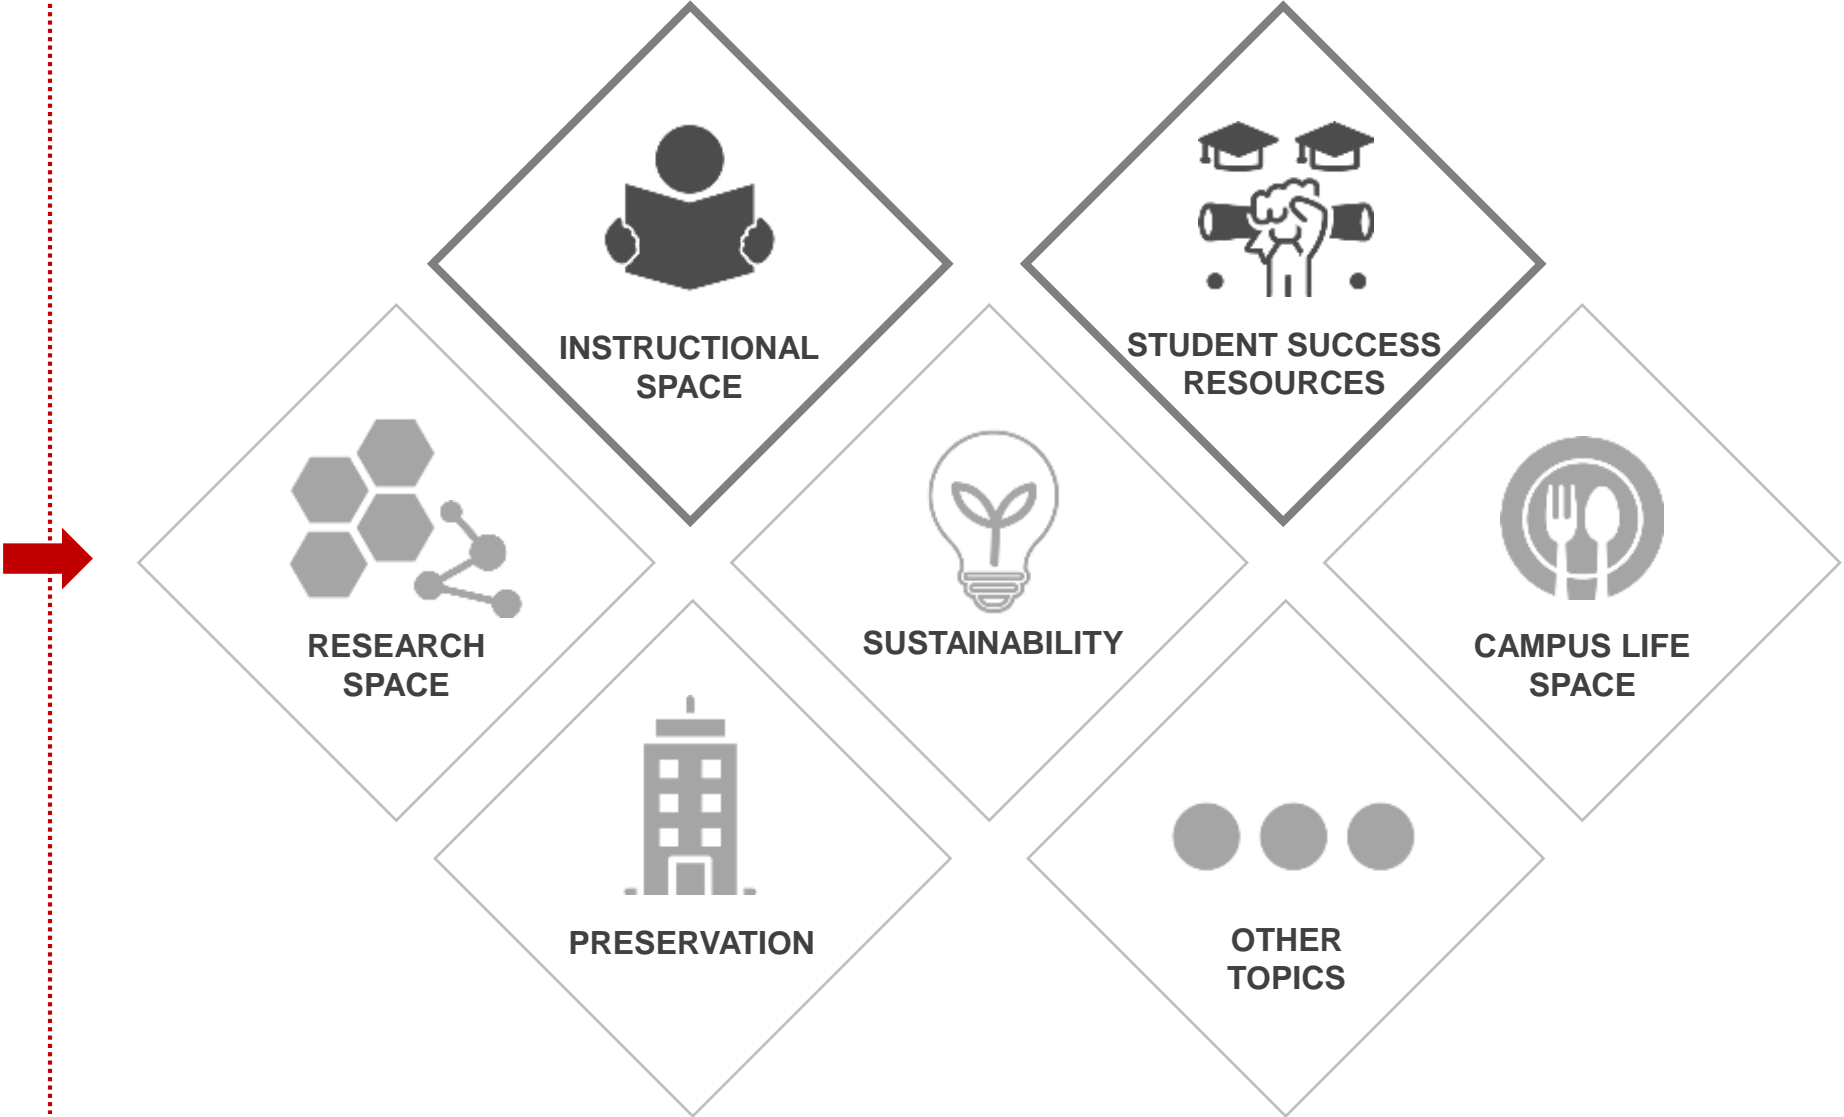 INSTRUCTIONAL
SPACE
STUDENT SUCCESS
RESOURCES
RESEARCH
SPACE
SUSTAINABILITY
CAMPUS LIFE
SPACE
PRESERVATION
OTHER
TOPICS